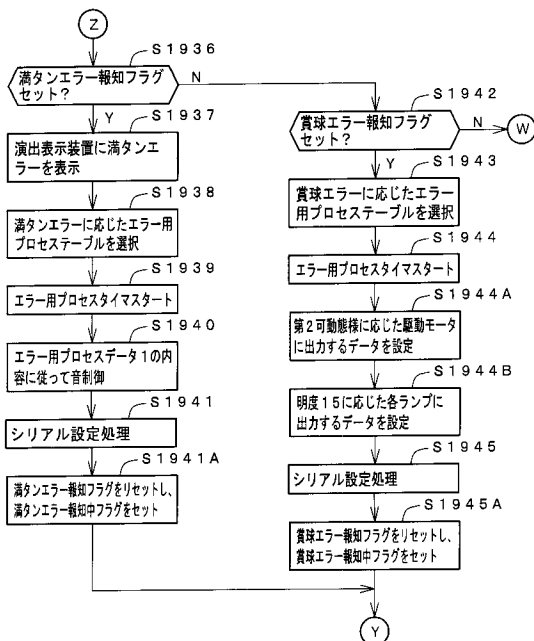 Z
S1936
満タンエラー報知フラグ
セット？
N
Y
S1937
演出表示装置に満タンエ
ラーを表示
S1938
満タンエラーに応じたエラー用
プロセステーブルを選択
S1939
エラー用プロセスタイマスタート
S1940
エラー用プロセスデータ1の内
容に従って音制御
S1941
シリアル設定処理
S1941A
満タンエラー報知フラグをリセットし、
満タンエラー報知中フラグをセット
S1942
賞球エラー報知フラグ
セット？
N
W
Y
S1943
賞球エラーに応じたエラー
用プロセステーブルを選択
S1944
エラー用プロセスタイマスタート
S1944A
第2可動態様に応じた駆動モータ
に出力するデータを設定
S1944B
明度15に応じた各ランプに
出力するデータを設定
S1945
シリアル設定処理
S1945A
賞球エラー報知フラグをリセットし、
賞球エラー報知中フラグをセット
Y